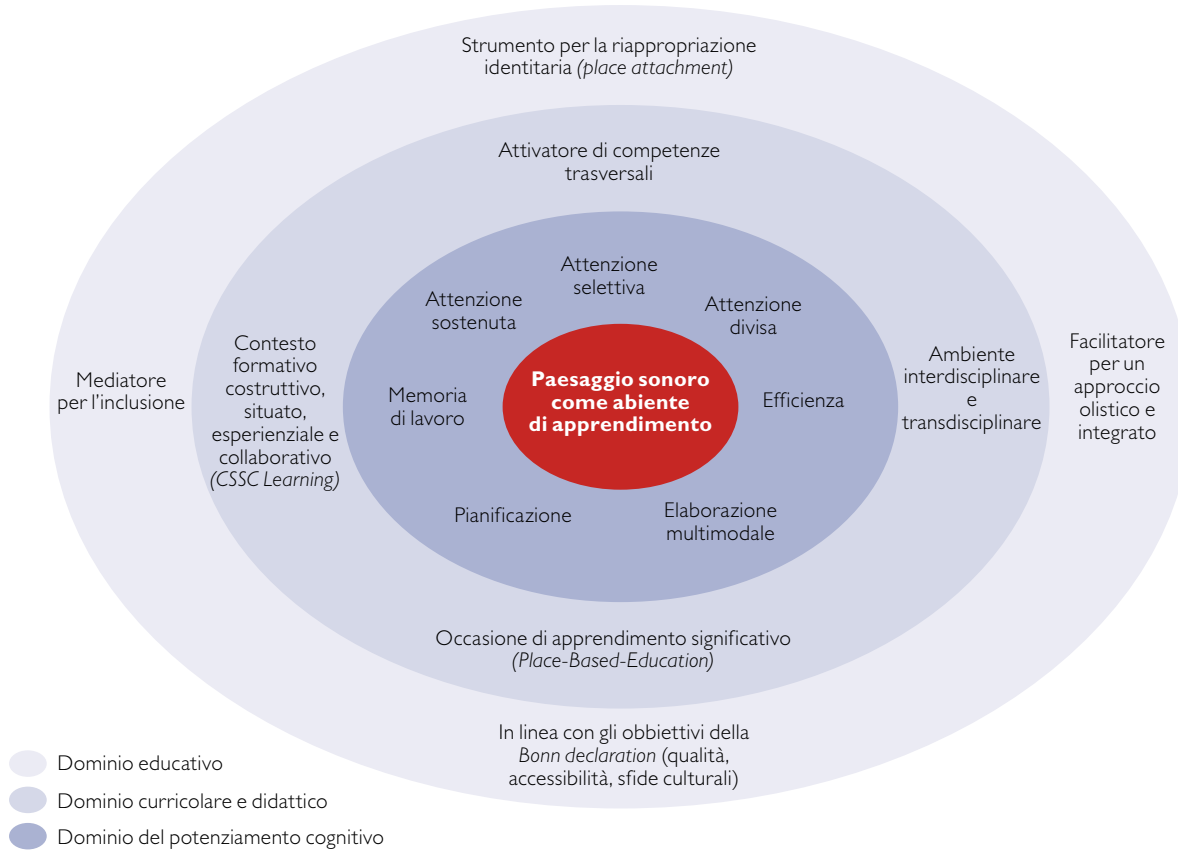 Strumento per la riappropriazione
identitaria (place attachment)
Attivatore di competenze
trasversali
Attenzione
selettiva
Attenzione
sostenuta
Attenzione
divisa
Mediatore
per l'inclusione
Contesto
formativo
costruttivo,
situato,
esperienziale e
collaborativo
(CSSC Learning)
Memoria
di lavoro
Paesaggio sonoro
come abiente
di apprendimento
Efficienza
Ambiente
interdisciplinare
e
transdisciplinare
Facilitatore
per un
approccio
olistico e
integrato
Pianificazione
Elaborazione
multimodale
Occasione di apprendimento significativo
(Place-Based-Education)
In linea con gli obbiettivi della
Bonn declaration (qualità,
accessibilità, sfide culturali)
Dominio educativo
Dominio curricolare e didattico
Dominio del potenziamento cognitivo